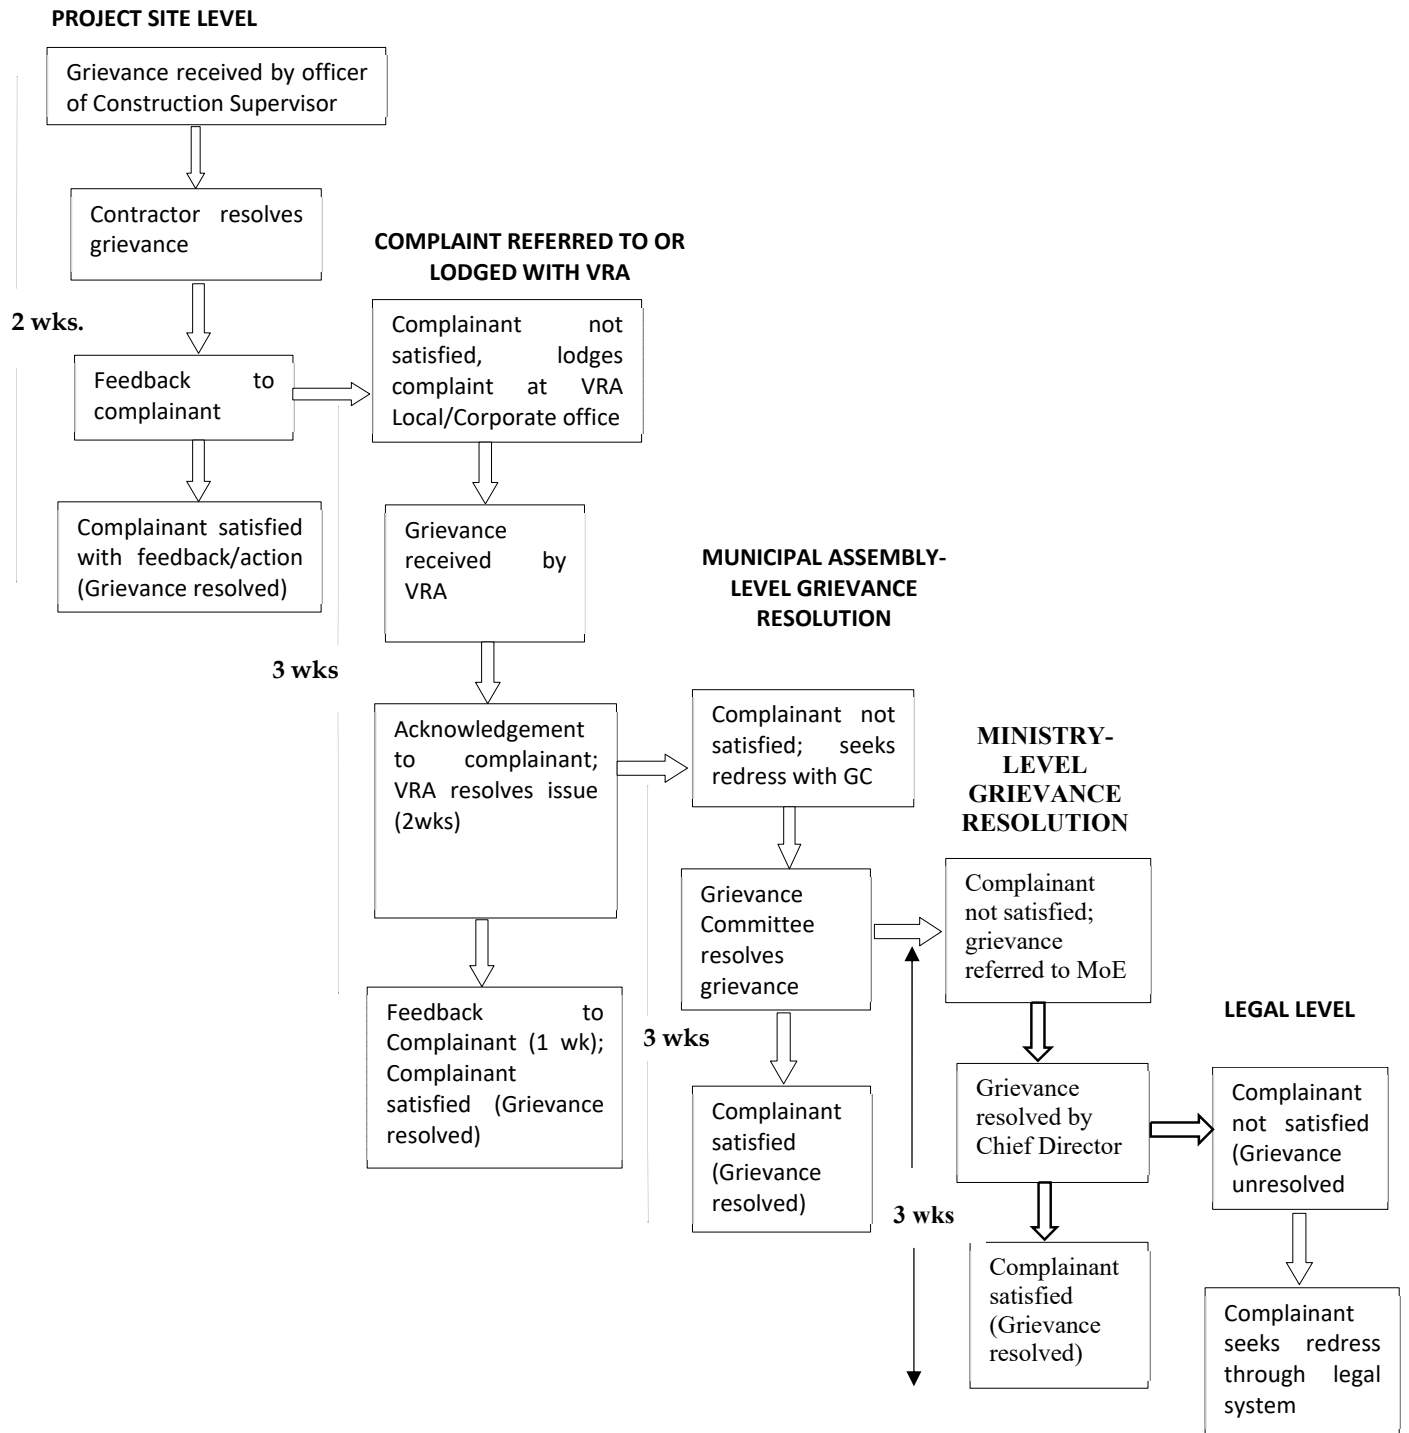 PROJECT SITE LEVEL
Grievance received by officer
of Construction Supervisor
Contractor resolves
grievance
2 wks.
Feedback to
complainant
Complainant satisfied
with feedback/action
(Grievance resolved)
COMPLAINT REFERRED TO OR
LODGED WITH VRA
Complainant not
satisfied, lodges
complaint at VRA
Local/Corporate office
Grievance
received by
VRA
3 wks
Acknowledgement
to complainant;
VRA resolves issue
(2wks)
Feedback to
Complainant (1 wk);
Complainant
satisfied (Grievance
resolved)
MUNICIPAL ASSEMBLY-
LEVEL GRIEVANCE
RESOLUTION
Complainant not
satisfied; seeks
redress with GC
Grievance
Committee
resolves
grievance
3 wks
Complainant
satisfied
(Grievance
resolved)
MINISTRY-
LEVEL
GRIEVANCE
RESOLUTION
Complainant
not satisfied;
grievance
referred to MoE
Grievance
resolved by
Chief Director
3 wks
Complainant
satisfied
(Grievance
resolved)
LEGAL LEVEL
Complainant
not satisfied
(Grievance
unresolved
Complainant
seeks redress
through legal
system